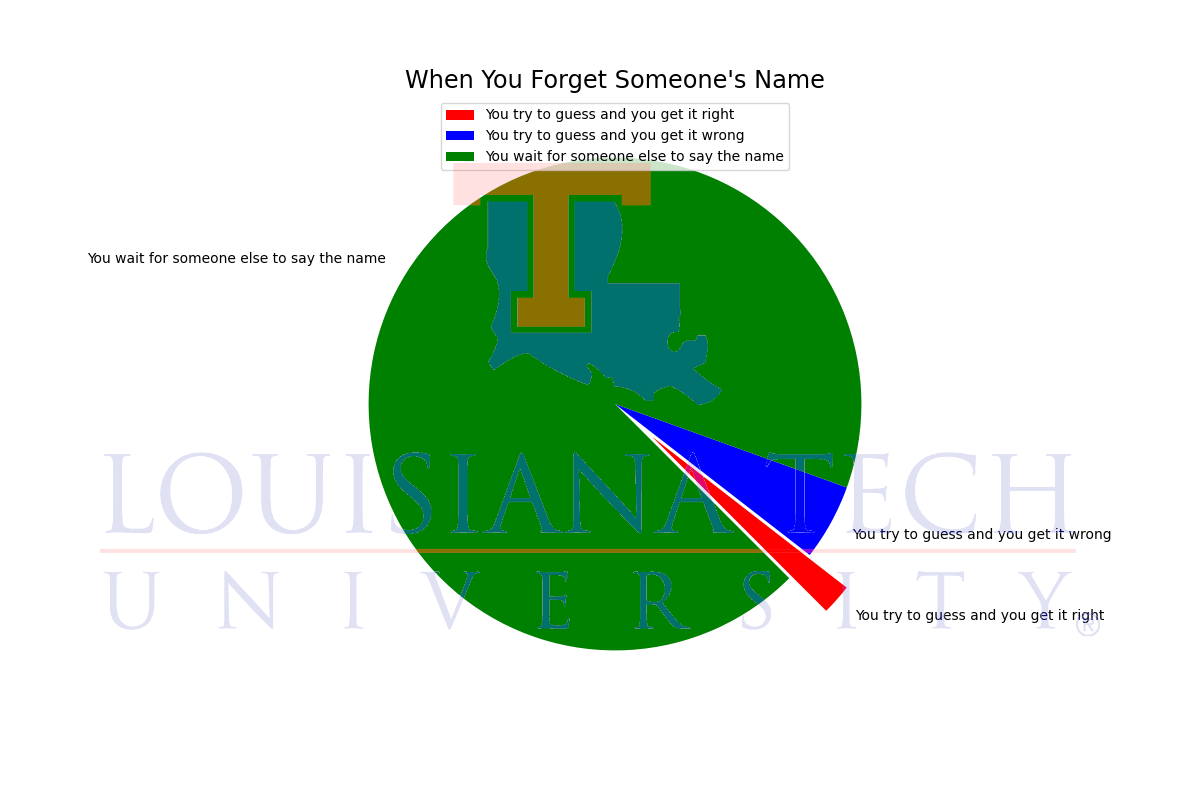 When You Forget Someone's Name
You try to guess and you get it right
You try to guess and you get it wrong
You wait for someone else to say the name
You wait for someone else to say the name
T
LOUISIANA TECH
You try to guess and you get it wrong
UNIVERSITY®
You try to guess and you get it right